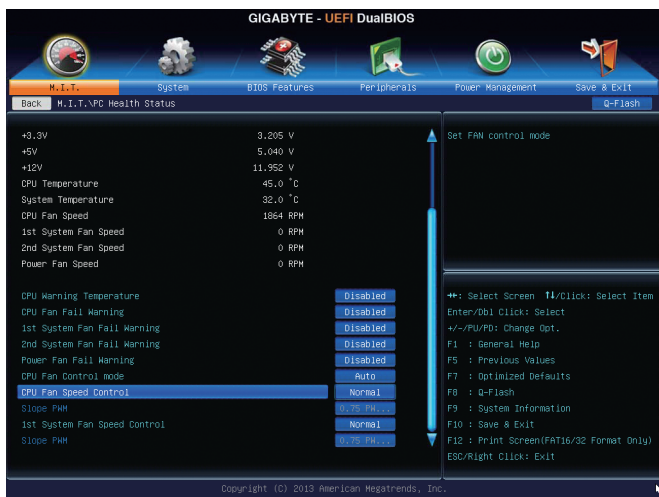 GIGABYTE - UEFI DualBIOS
M.I.T. System BIOS Features Peripherals Power Management Save & Exit
Back M.I.T.\PC Health Status Q-Flash
+3.3V 3.205 V
+5V 5.040 V
+12V 11.952 V
CPU Temperature 45.0 °C
System Temperature 32.0 °C
CPU Fan Speed 1864 RPM
1st System Fan Speed 0 RPM
2nd System Fan Speed 0 RPM
Power Fan Speed 0 RPM
CPU Warning Temperature Disabled
CPU Fan Fail Warning Disabled
1st System Fan Fail Warning Disabled
2nd System Fan Fail Warning Disabled
Power Fan Fail Warning Disabled
CPU Fan Control mode Auto
CPU Fan Speed Control Normal
Slope PWM 0.75 PW...
1st System Fan Speed Control Normal
Slope PWM 0.75 PW...
Set FAN control mode
→←: Select Screen ↑↓/Click: Select Item
Enter/Dbl Click: Select
+/-/PU/PD: Change Opt.
F1 : General Help
F5 : Previous Values
F7 : Optimized Defaults
F8 : Q-Flash
F9 : System Information
F10 : Save & Exit
F12 : Print Screen(FAT16/32 Format Only)
ESC/Right Click: Exit
Copyright (C) 2013 American Megatrends, Inc.